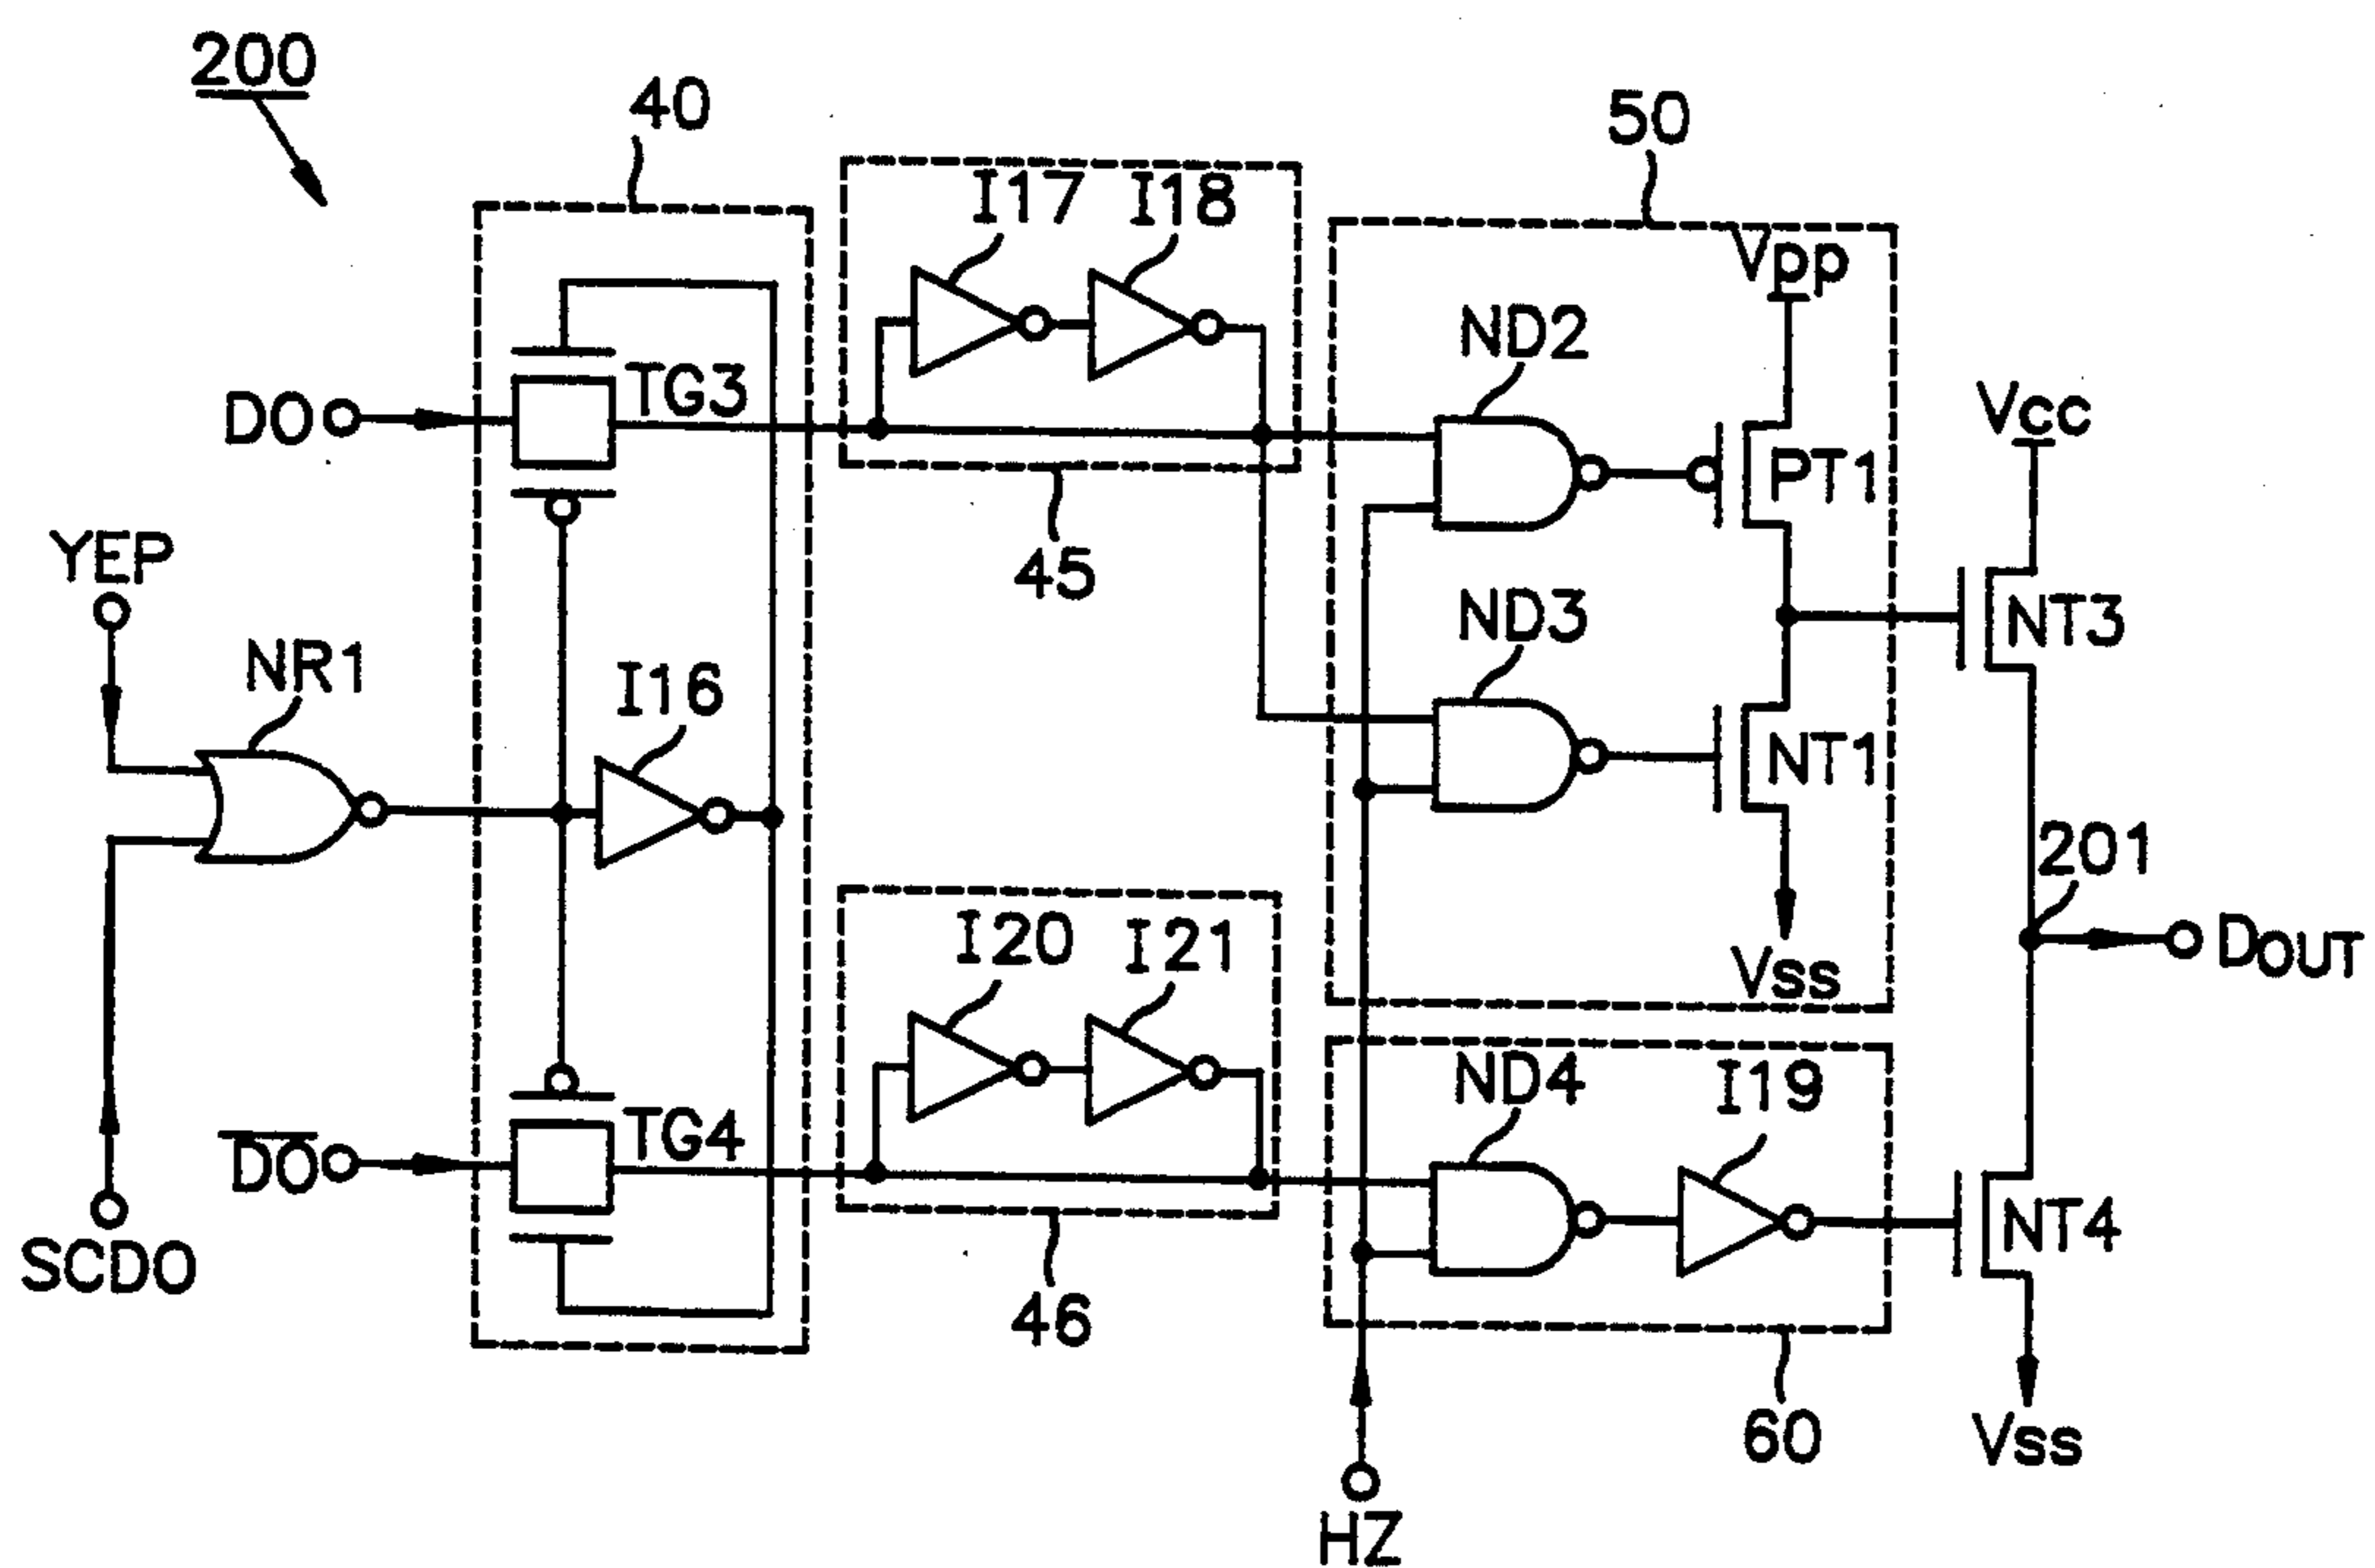 200
40
50
I17
I18
VPP
ND2
TG3
DO
VCC
PT1
YEP
45
ND3
NT3
NR1
I16
NT1
201
I20
I21
DOUT
VSS
ND4
I19
TG4
D̅O̅
NT4
SCDO
46
60
VSS
HZ